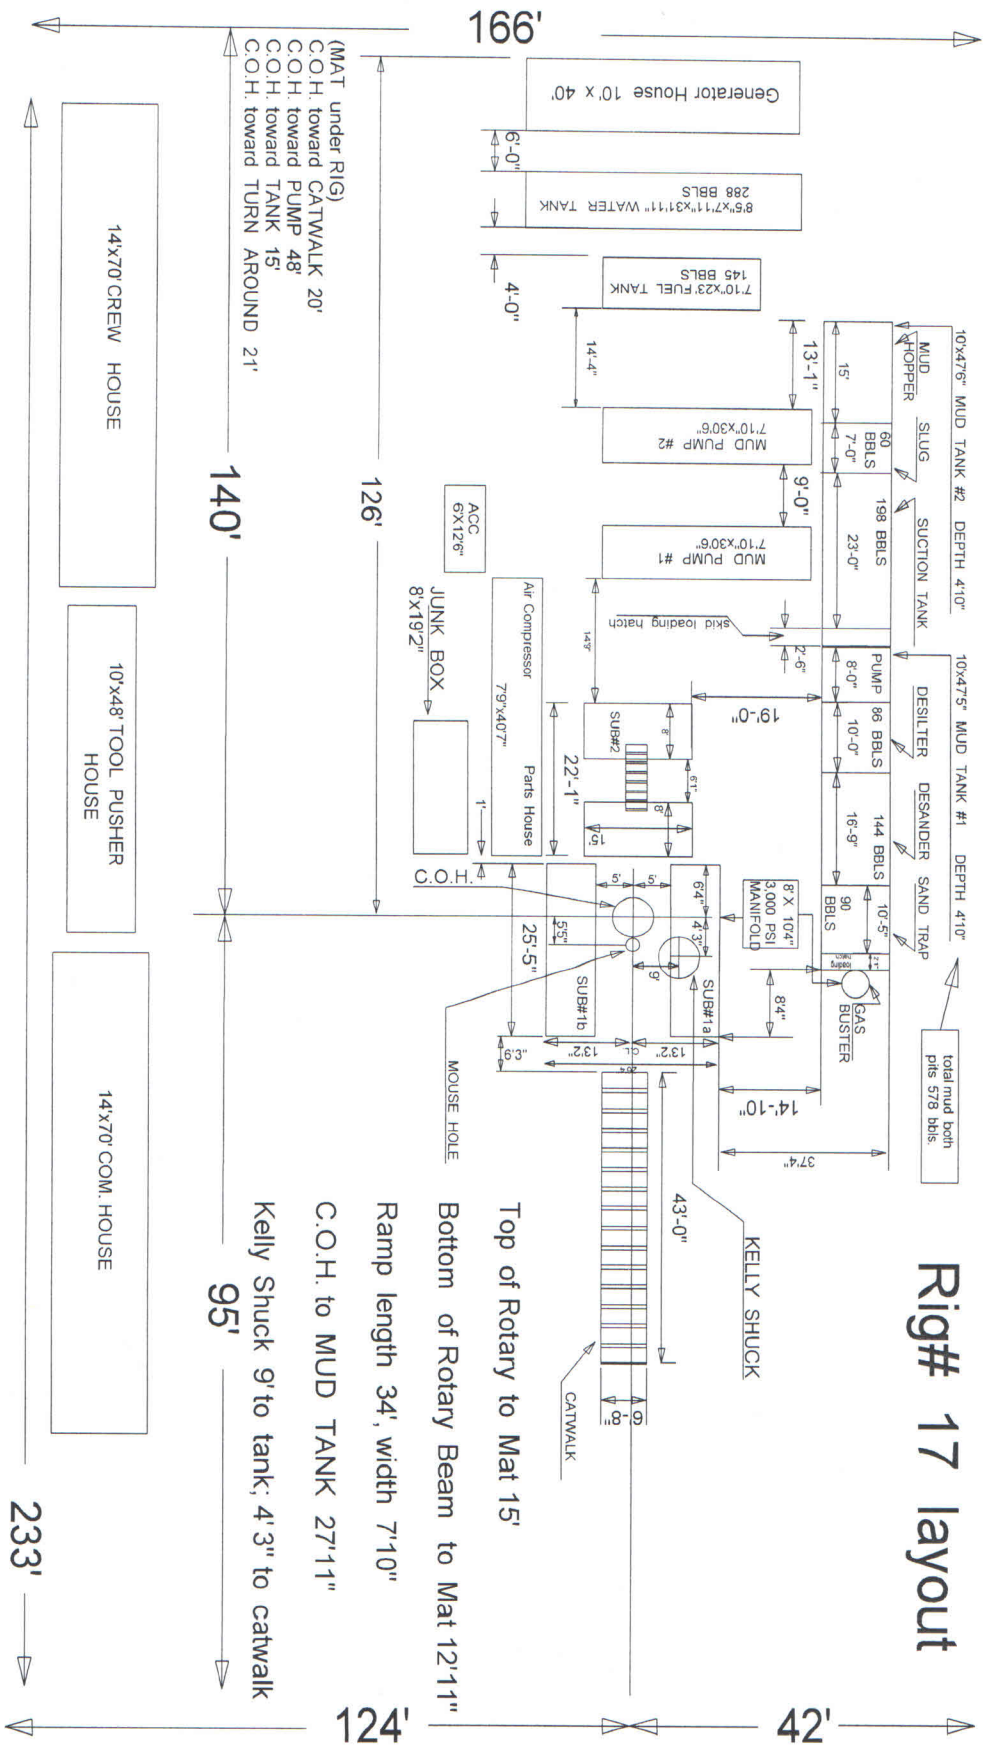 Rig# 17 layout
166'
42'
124'
233'
140'
95'
126'
10'x47'6" MUD TANK #2 DEPTH 4'10"
10'x47'5" MUD TANK #1 DEPTH 4'10"
total mud both
pits 578 bbls.
MUD
HOPPER
SLUG
SUCTION TANK
DESILTER
DESANDER
SAND TRAP
GAS
BUSTER
15'
60
BBLS
7'-0"
198 BBLS
23'-0"
PUMP
8'-0"
86 BBLS
10'-0"
144 BBLS
16'-9"
90
BBLS
10'-5"
loading
hatch
2'-6"
skid loading hatch
8'X 10'4"
3,000 PSI
MANIFOLD
8'4"
14'-10"
37'4"
19'-0"
13'-1"
9'-0"
14'-4"
Generator House 10' x 40'
6'-0"
8'5"x7'11"x31'11" WATER TANK
288 BBLS
4'-0"
7'10"x23' FUEL TANK
145 BBLS
MUD PUMP #2
7'10"x30'6"
MUD PUMP #1
7'10"x30'6"
14'9"
SUB#2
8'
6'1"
8'
15'
22'-1"
SUB#1a
SUB#1b
6'4"
4'3"
5'
5'
9'
5'5"
25'-5"
13'2"
13'2"
C.L.
1'
43'-0"
KELLY SHUCK
CATWALK
MOUSE HOLE
C.O.H.
ACC
6'X12'6"
Air Compressor
7'9"x40'7"
Parts House
JUNK BOX
8'x19'2"
(MAT under RIG)
C.O.H. toward CATWALK 20'
C.O.H. toward PUMP 48'
C.O.H. toward TANK 15'
C.O.H. toward TURN AROUND 21'
Top of Rotary to Mat 15'
Bottom of Rotary Beam to Mat 12'11"
Ramp length 34', width 7'10"
C.O.H. to MUD TANK 27'11"
Kelly Shuck 9' to tank; 4'3" to catwalk
14'x70' CREW HOUSE
10'x48' TOOL PUSHER
HOUSE
14'x70' COM. HOUSE